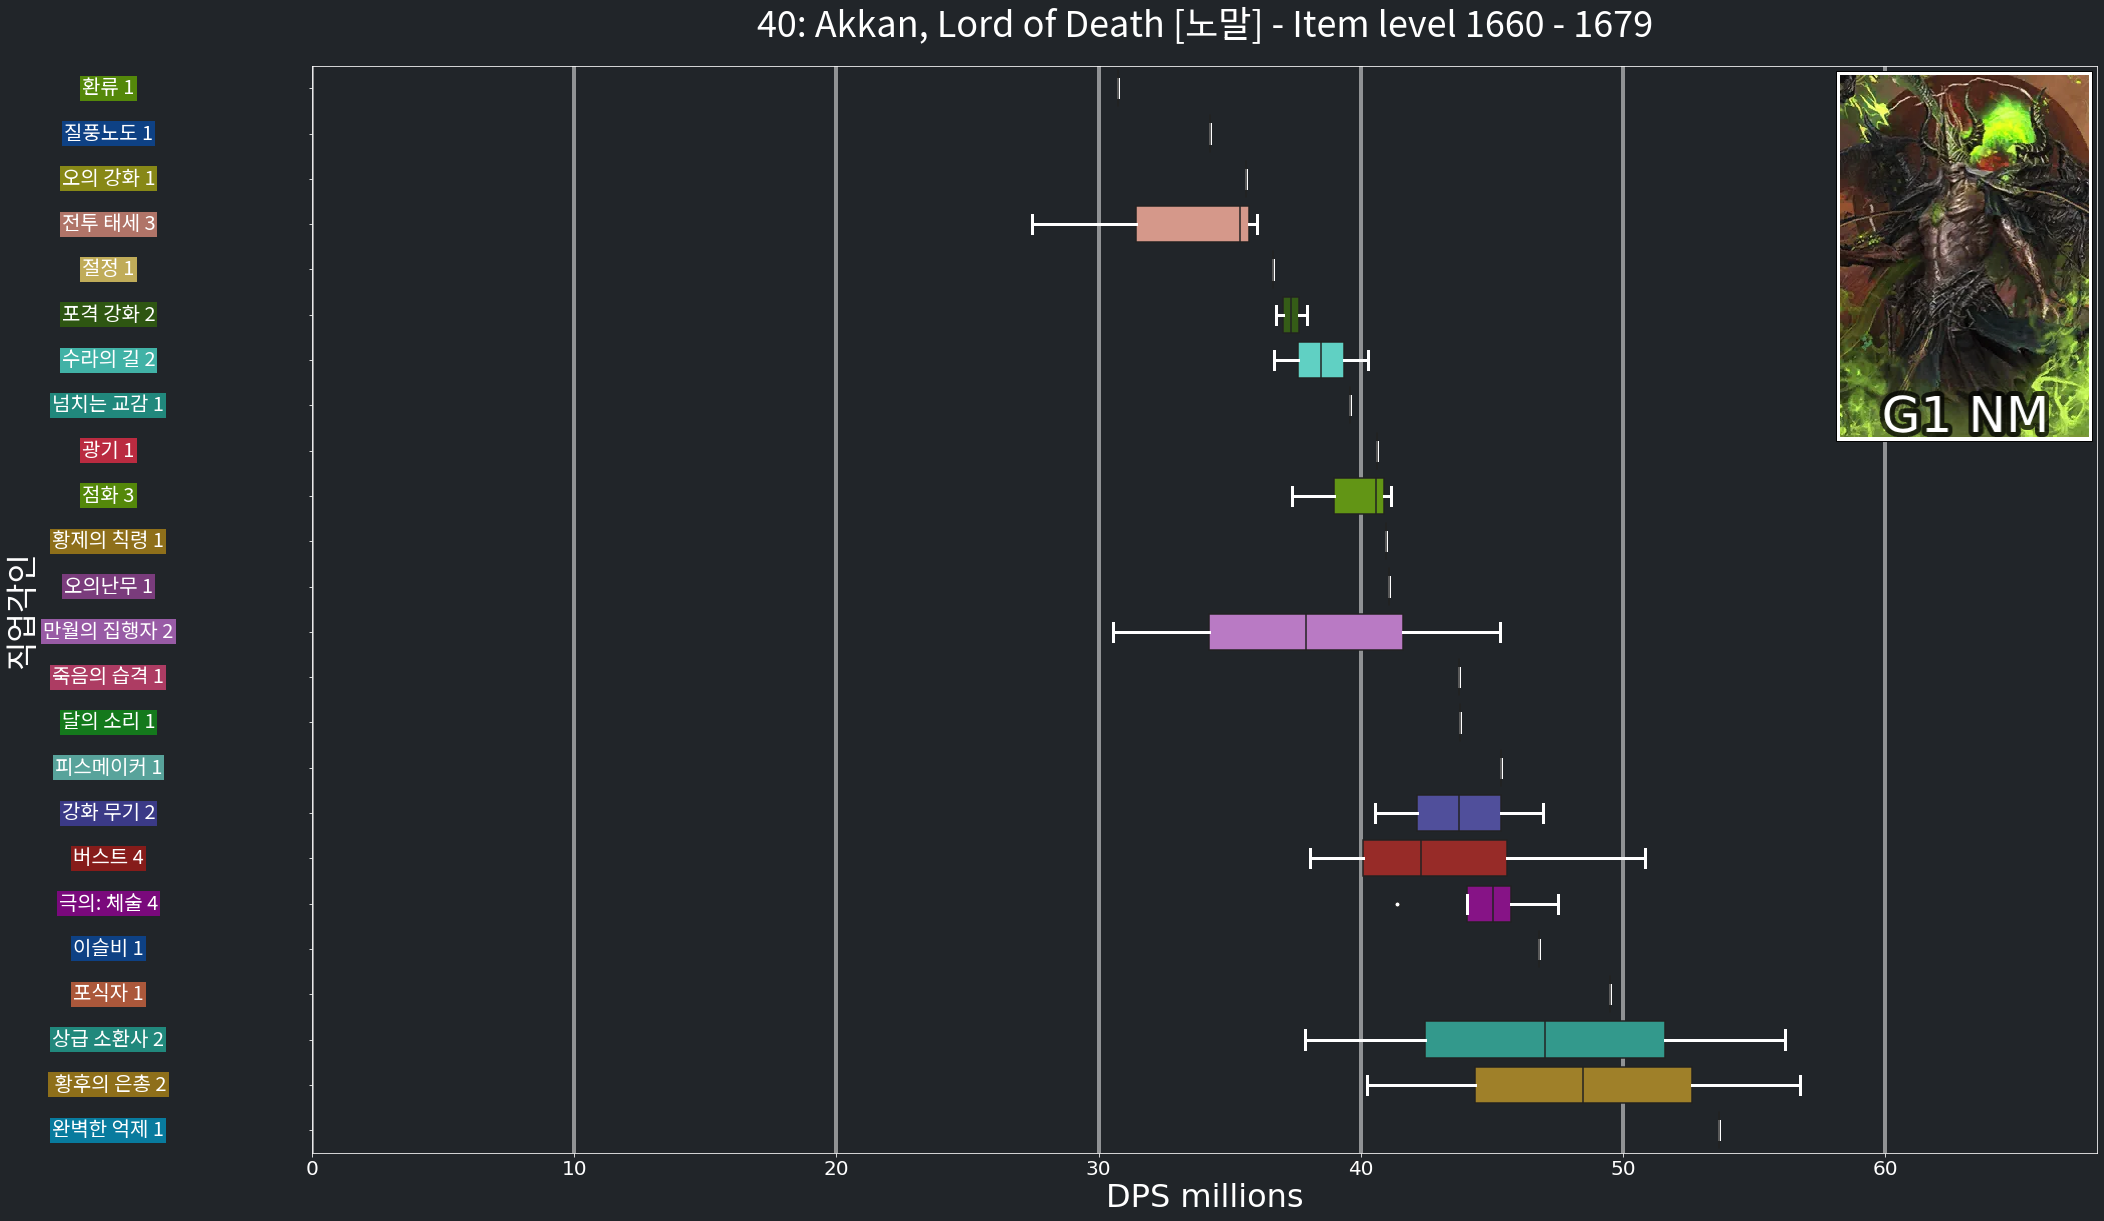 40: Akkan, Lord of Death [노말] - Item level 1660 - 1679
환류 1
질풍노도 1
오의 강화 1
전투 태세 3
절정 1
포격 강화 2
수라의 길 2
넘치는 교감 1
광기 1
점화 3
황제의 칙령 1
오의난무 1
만월의 집행자 2
죽음의 습격 1
달의 소리 1
피스메이커 1
강화 무기 2
버스트 4
극의: 체술 4
이슬비 1
포식자 1
상급 소환사 2
황후의 은총 2
완벽한 억제 1
직업각인
G1 NM
0 10 20 30 40 50 60
DPS millions